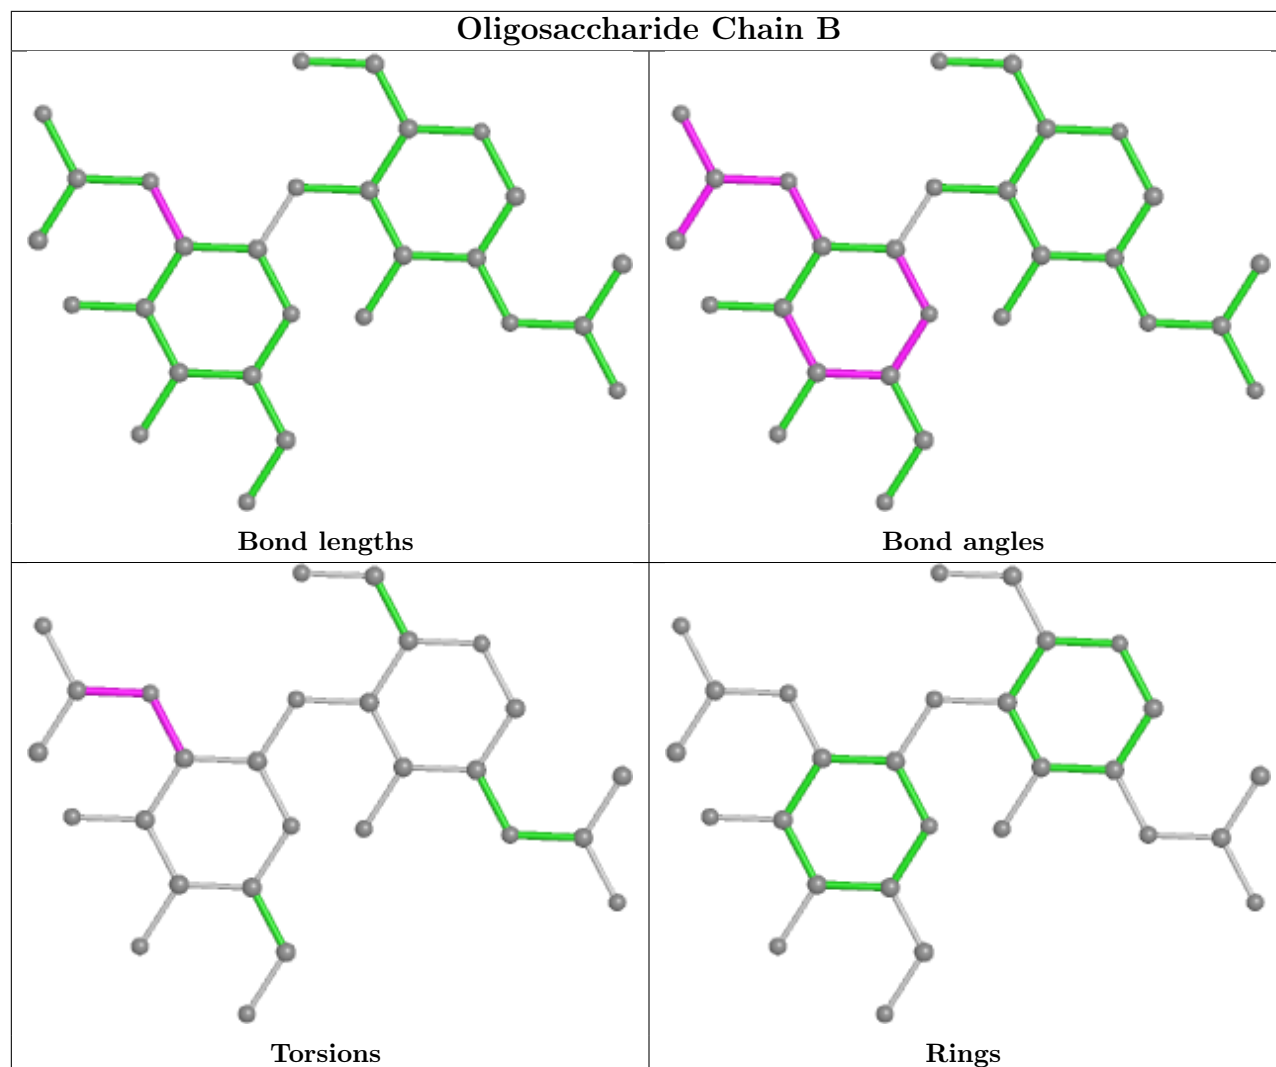 Oligosaccharide Chain B
Bond lengths
Bond angles
Torsions
Rings